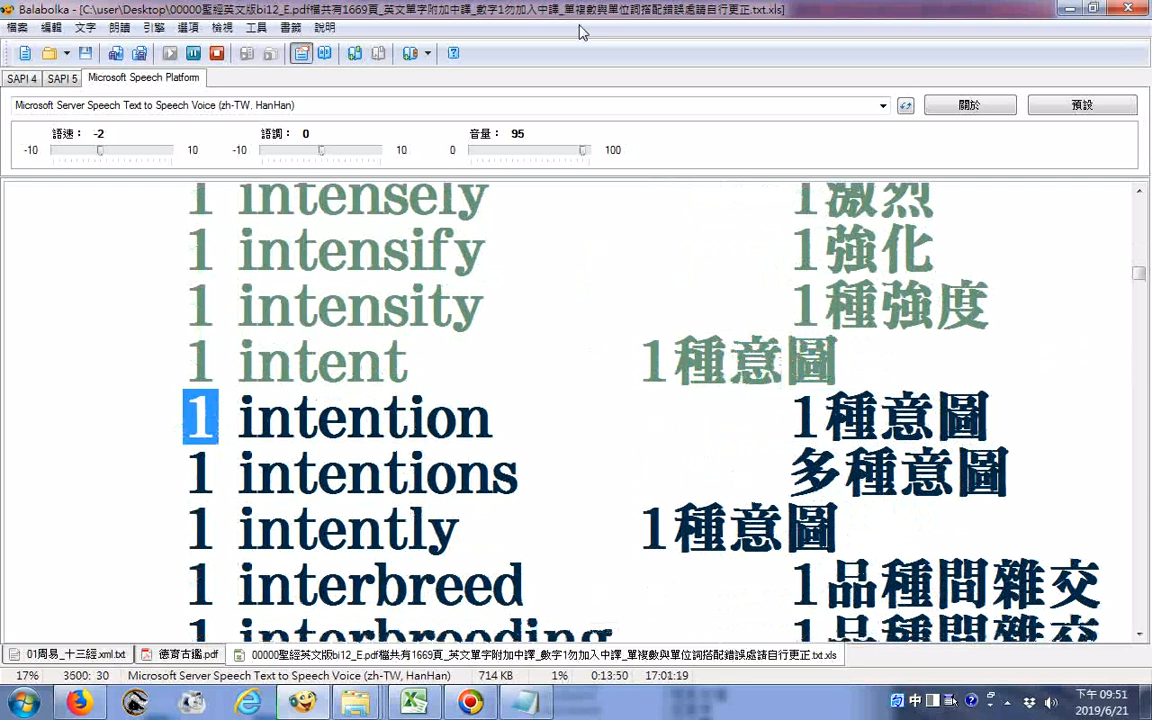 Balabolka - [C:\user\Desktop\00000聖經英文版bi12_E.pdf檔共有1669頁_英文單字附加中譯_數字1勿加入中譯_單複數與單位詞搭配錯誤處請自行更正.txt.xls]
檔案 編輯 文字 朗讀 引擎 選項 檢視 工具 書籤 說明
SAPI 4 SAPI 5 Microsoft Speech Platform
Microsoft Server Speech Text to Speech Voice (zh-TW, HanHan) 關於 預設
語速： -2 語調： 0 音量： 95
-10 10 -10 10 0 100
1 intensely 1激烈
1 intensify 1強化
1 intensity 1種強度
1 intent 1種意圖
1 intention 1種意圖
1 intentions 多種意圖
1 intently 1種意圖
1 interbreed 1品種間雜交
1 interbreeding 1品種間雜交
01周易_十三經.xml.txt 德育古鑑.pdf 00000聖經英文版bi12_E.pdf檔共有1669頁_英文單字附加中譯_數字1勿加入中譯_單複數與單位詞搭配錯誤處請自行更正.txt.xls
17% 3600: 30 Microsoft Server Speech Text to Speech Voice (zh-TW, HanHan) 714 KB 1% 0:13:50 17:01:19
中 下午 09:51
2019/6/21